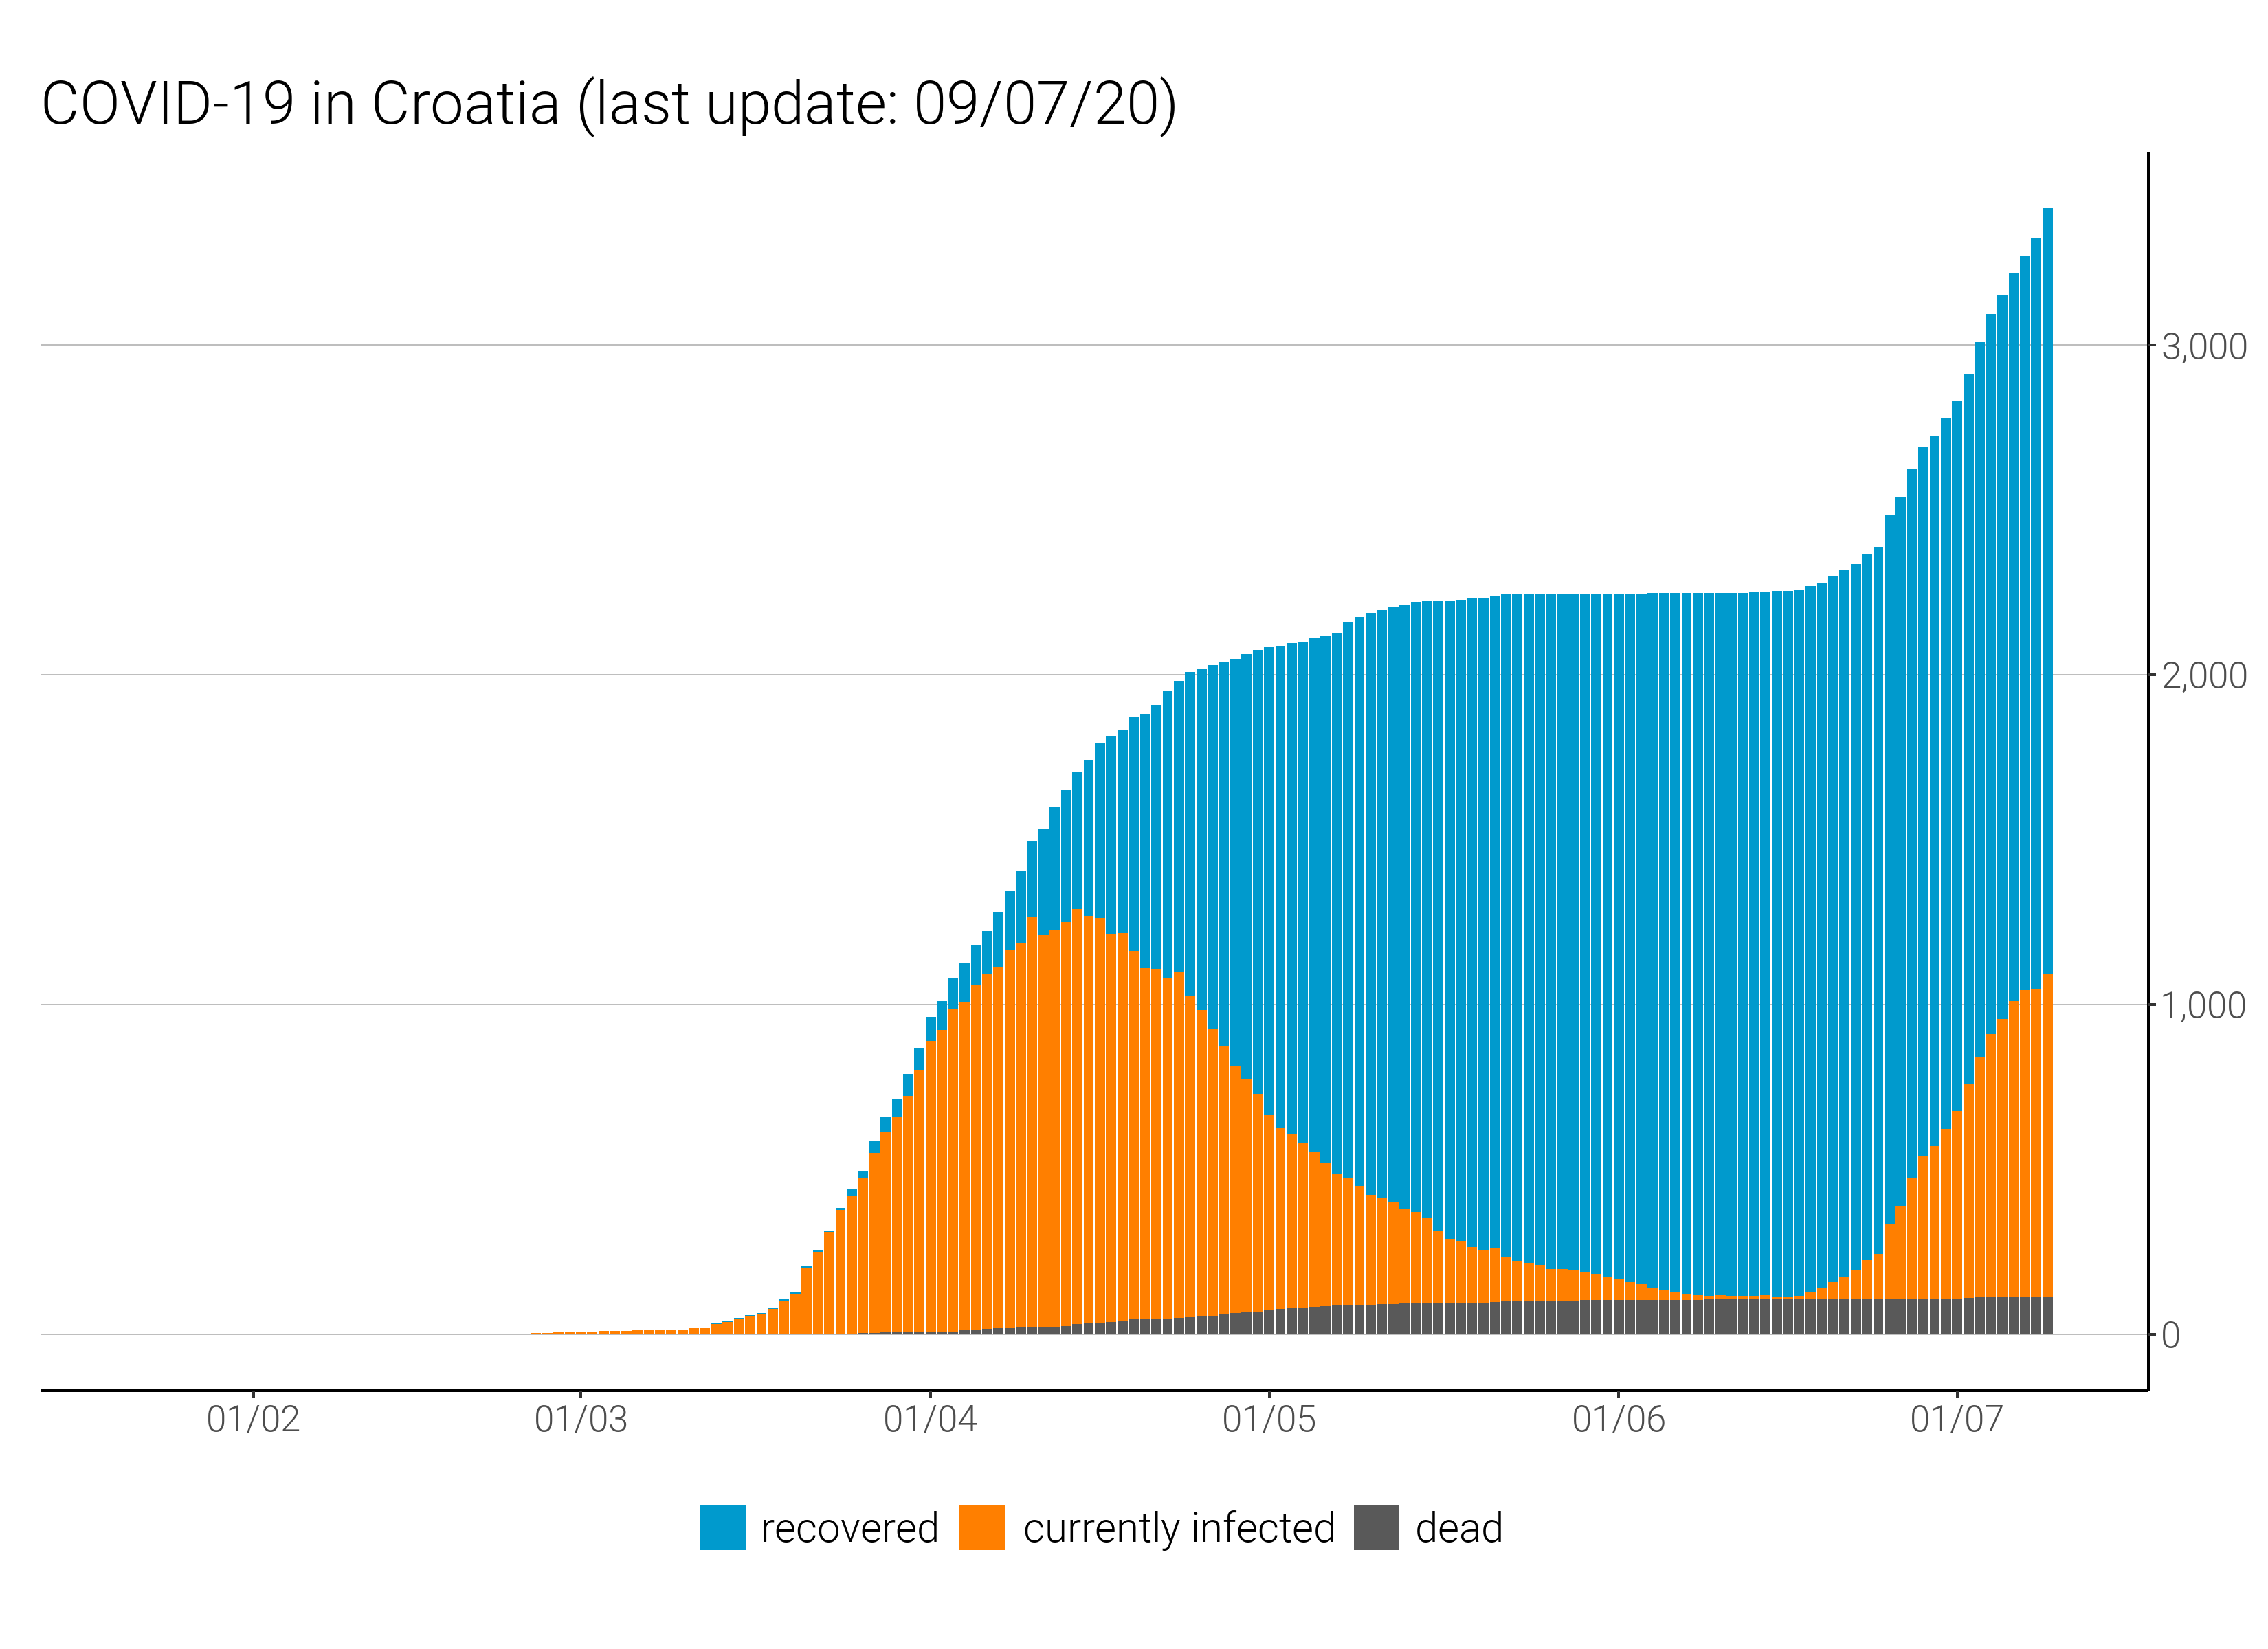 COVID-19 in Croatia (last update: 09/07/20)
3,000
2,000
1,000
0
01/02 01/03 01/04 01/05 01/06 01/07
recovered currently infected dead